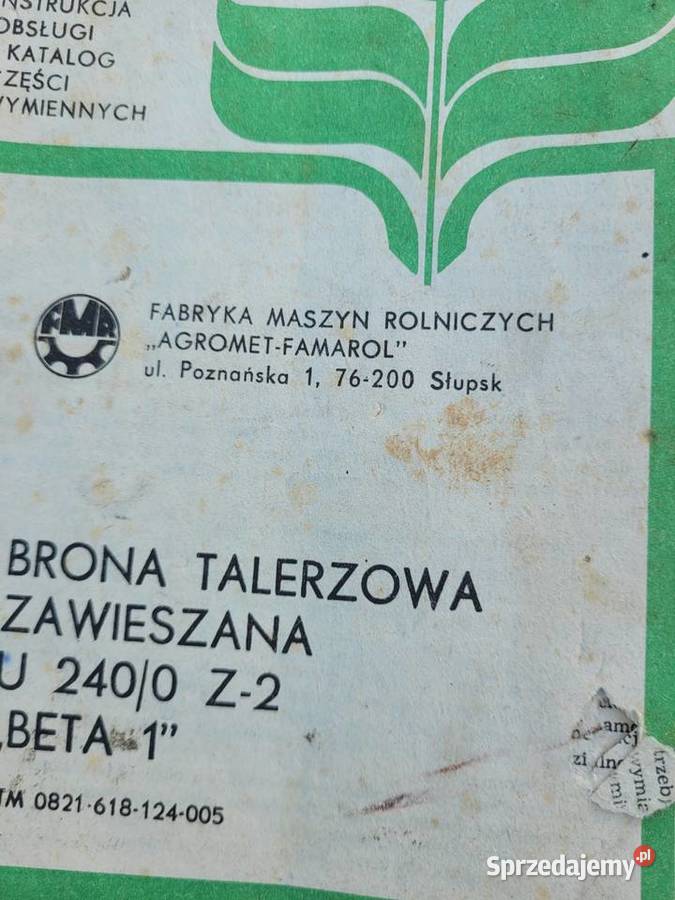 NSTRUKCJA
OBSŁUGI
KATALOG
CZĘŚCI
WYMIENNYCH
FMR
FABRYKA MASZYN ROLNICZYCH
„AGROMET-FAMAROL"
ul. Poznańska 1, 76-200 Słupsk
BRONA TALERZOWA
ZAWIESZANA
U 240/0 Z-2
„BETA 1"
TM 0821-618-124-005
Sprzedajemy.pl